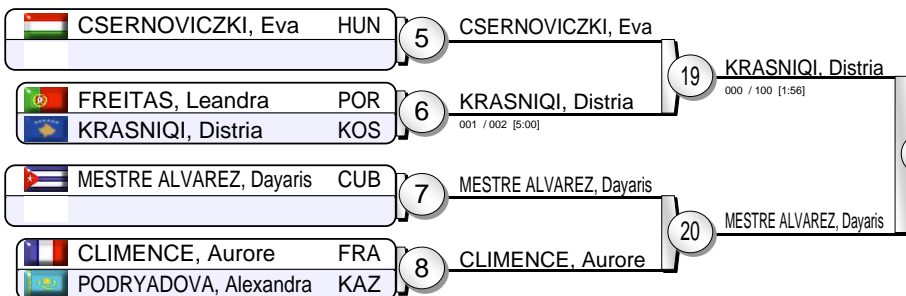 CSERNOVICZKI, Eva HUN
5
CSERNOVICZKI, Eva
19
KRASNIQI, Distria
000 / 100 [1:56]
FREITAS, Leandra POR
KRASNIQI, Distria KOS
6
KRASNIQI, Distria
001 / 002 [5:00]
MESTRE ALVAREZ, Dayaris CUB
7
MESTRE ALVAREZ, Dayaris
20
MESTRE ALVAREZ, Dayaris
CLIMENCE, Aurore FRA
PODRYADOVA, Alexandra KAZ
8
CLIMENCE, Aurore